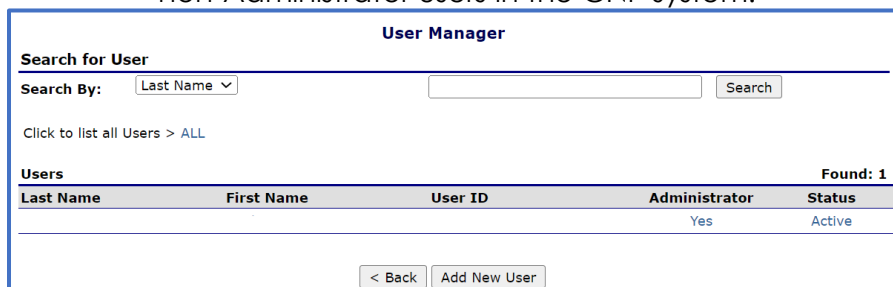 User Manager
Search for User
Search By: Last Name Search
Click to list all Users > ALL
Users Found: 1
Last Name First Name User ID Administrator Status
Yes Active
< Back Add New User